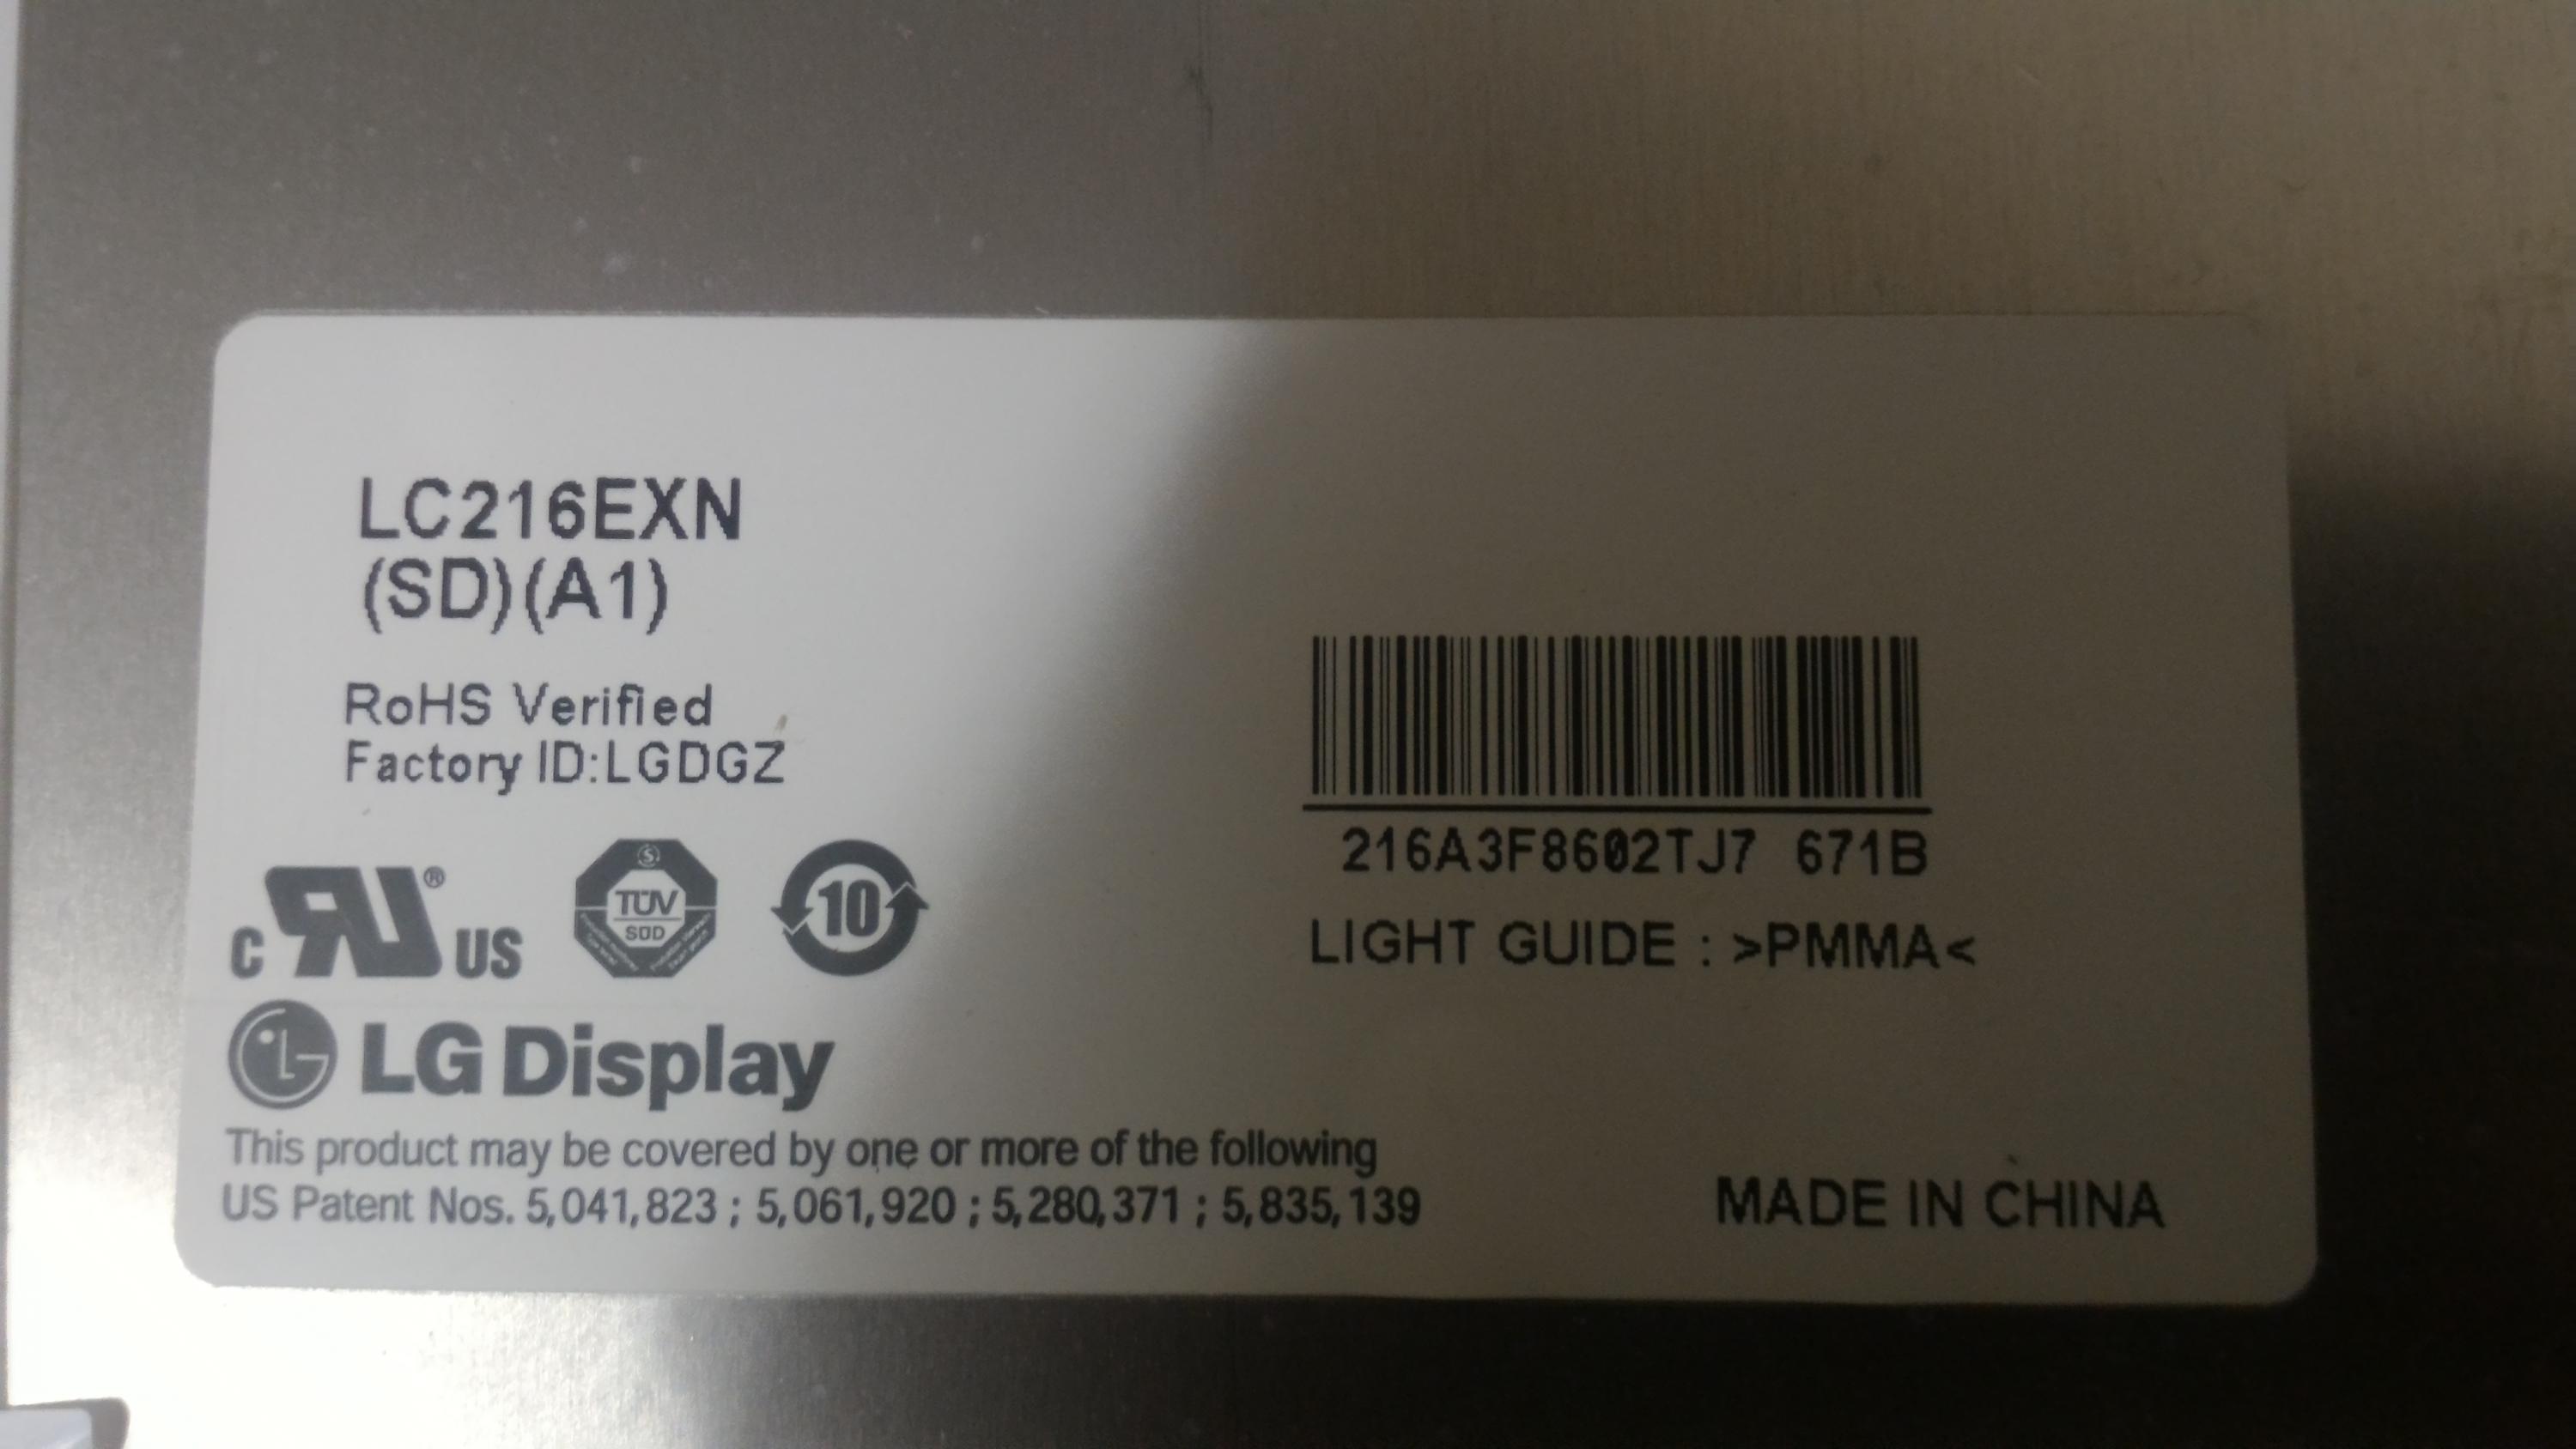 LC216EXN
(SD)(A1)
RoHS Verified
Factory ID:LGDGZ
216A3F8602TJ7 671B
LIGHT GUIDE : >PMMA<
C RU® US
S
TÜV
SÜD
10
LG LG Display
This product may be covered by one or more of the following
US Patent Nos. 5,041,823 ; 5,061,920 ; 5,280,371 ; 5,835,139
MADE IN CHINA